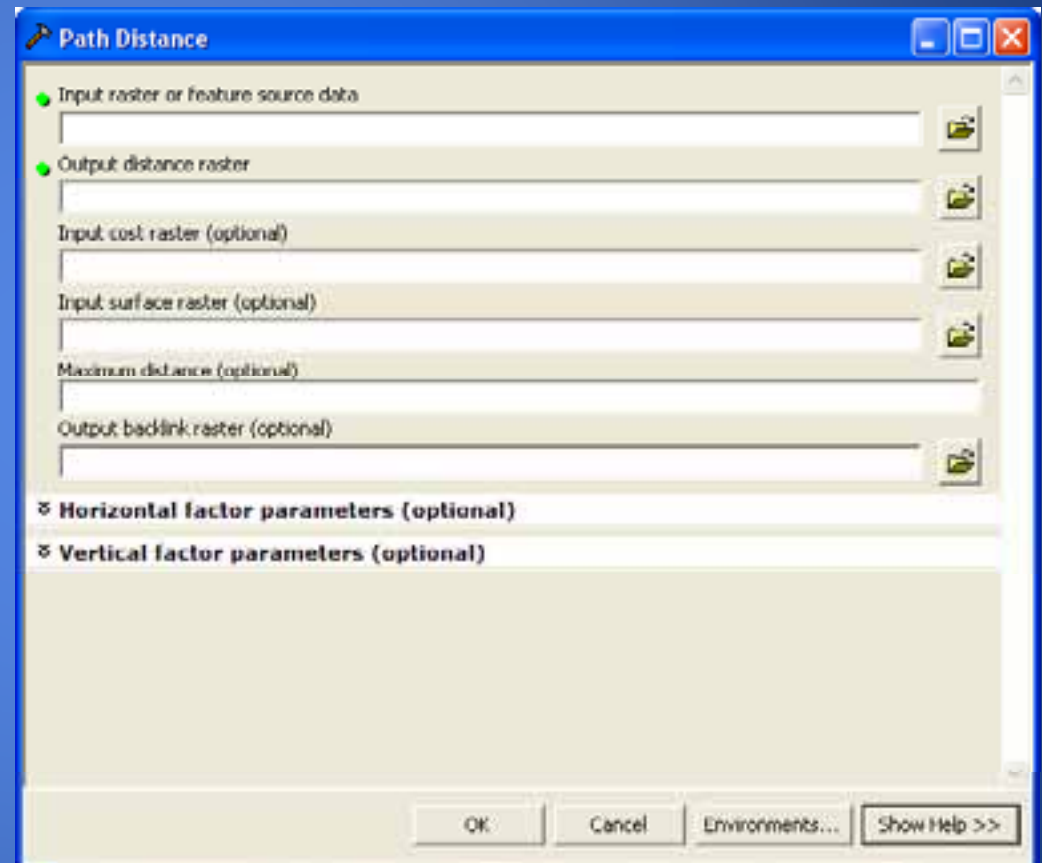 Path Distance
Input raster or feature source data
Output distance raster
Input cost raster (optional)
Input surface raster (optional)
Maximum distance (optional)
Output backlink raster (optional)
Horizontal factor parameters (optional)
Vertical factor parameters (optional)
OK Cancel Environments... Show Help >>